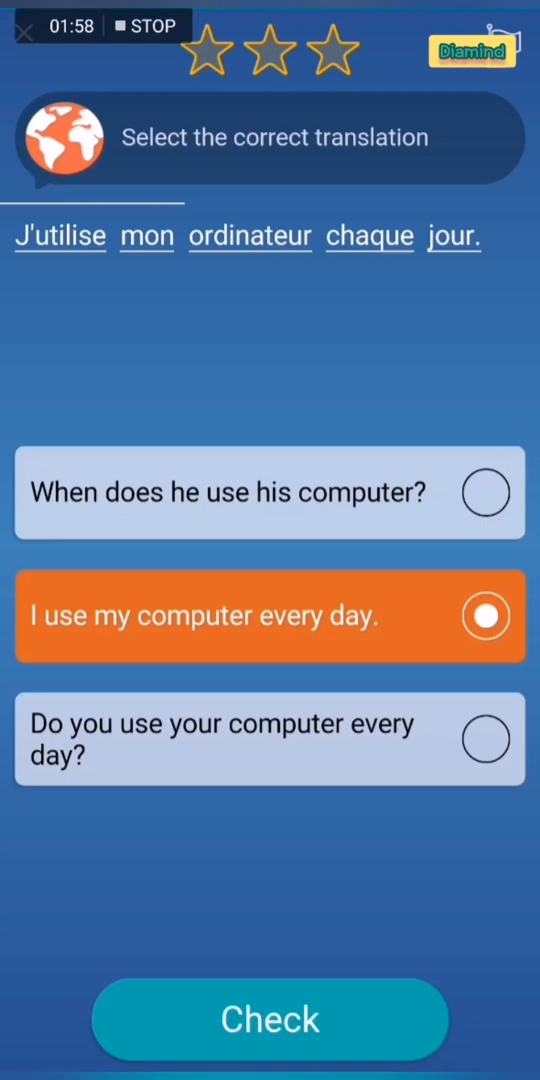 01:58 STOP
Diamind
Select the correct translation
J'utilise mon ordinateur chaque jour.
When does he use his computer?
I use my computer every day.
Do you use your computer every
day?
Check